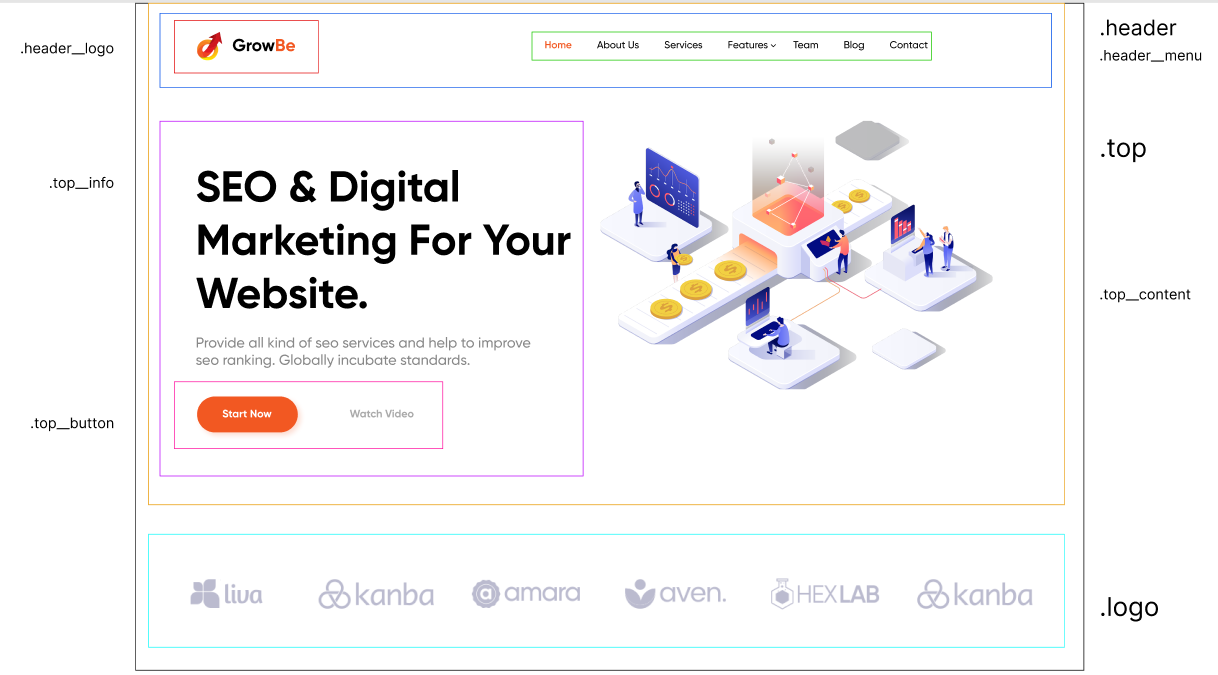 .header
.header__logo
GrowBe
Home About Us Services Features Team Blog Contact
.header__menu
.top
.top__info
SEO & Digital
Marketing For Your
Website.
.top__content
Provide all kind of seo services and help to improve
seo ranking. Globally incubate standards.
.top__button
Start Now Watch Video
liva kanba amara aven. HEXLAB kanba
.logo